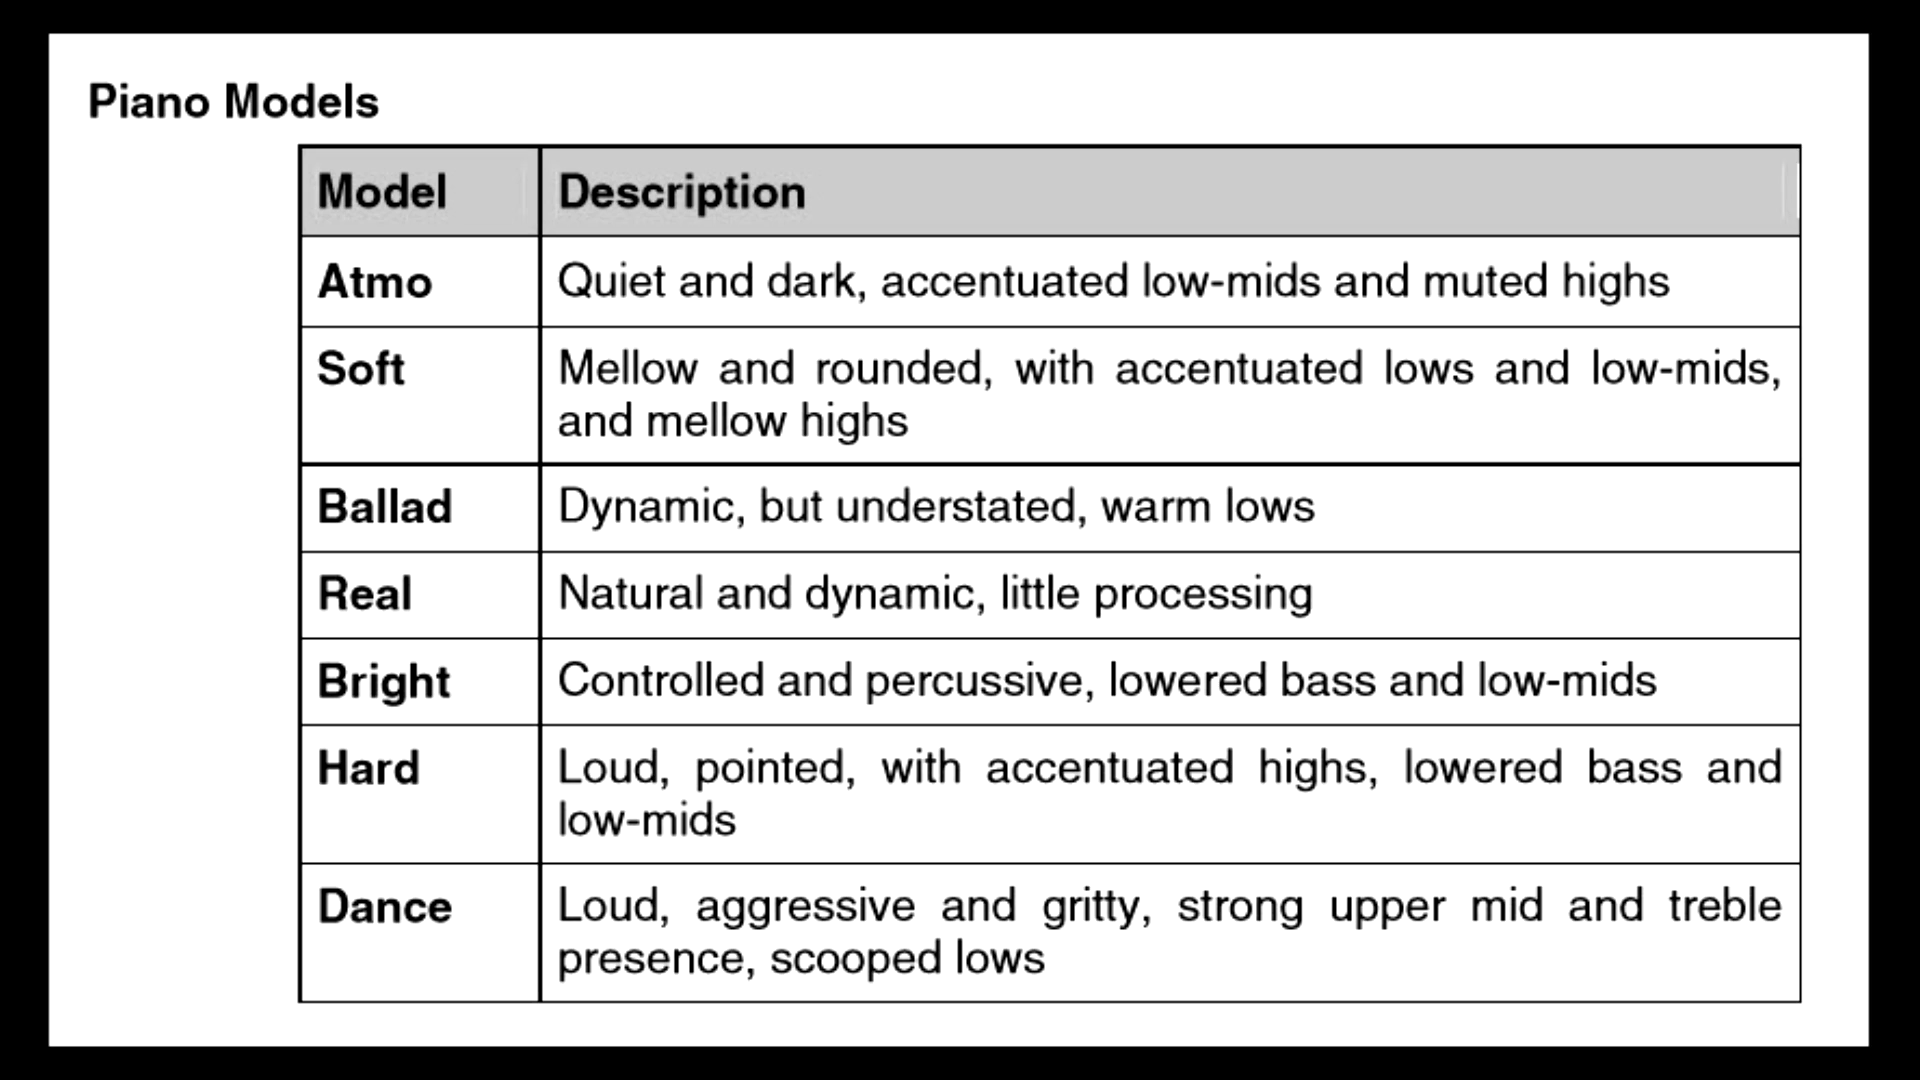 Piano Models
Model Description
Atmo Quiet and dark, accentuated low-mids and muted highs
Soft Mellow and rounded, with accentuated lows and low-mids,
and mellow highs
Ballad Dynamic, but understated, warm lows
Real Natural and dynamic, little processing
Bright Controlled and percussive, lowered bass and low-mids
Hard Loud, pointed, with accentuated highs, lowered bass and
low-mids
Dance Loud, aggressive and gritty, strong upper mid and treble
presence, scooped lows